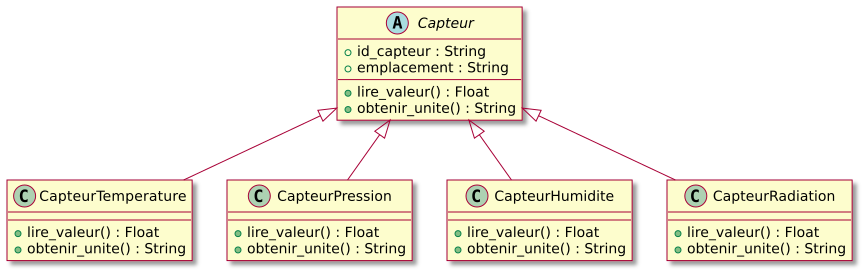 A Capteur
id_capteur : String
emplacement : String
lire_valeur() : Float
obtenir_unite() : String
C CapteurTemperature
lire_valeur() : Float
obtenir_unite() : String
C CapteurPression
lire_valeur() : Float
obtenir_unite() : String
C CapteurHumidite
lire_valeur() : Float
obtenir_unite() : String
C CapteurRadiation
lire_valeur() : Float
obtenir_unite() : String